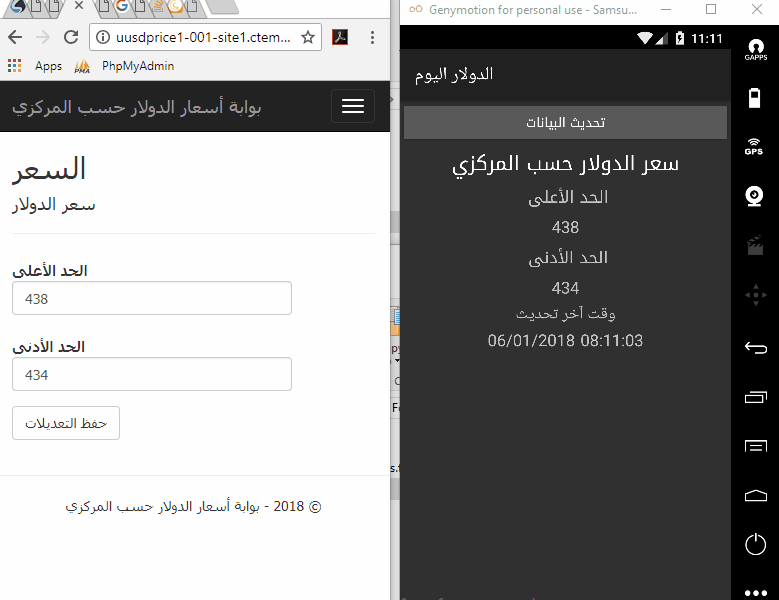 uusdprice1-001-site1.ctem...
Apps
PMA
PhpMyAdmin
بوابة أسعار الدولار حسب المركزي
السعر
سعر الدولار
الحد الأعلى
438
الحد الأدنى
434
حفظ التعديلات
© 2018 - بوابة أسعار الدولار حسب المركزي
Genymotion for personal use - Samsu...
11:11
الدولار اليوم
تحديث البيانات
سعر الدولار حسب المركزي
الحد الأعلى
438
الحد الأدنى
434
وقت آخر تحديث
06/01/2018 08:11:03
GAPPS
GPS